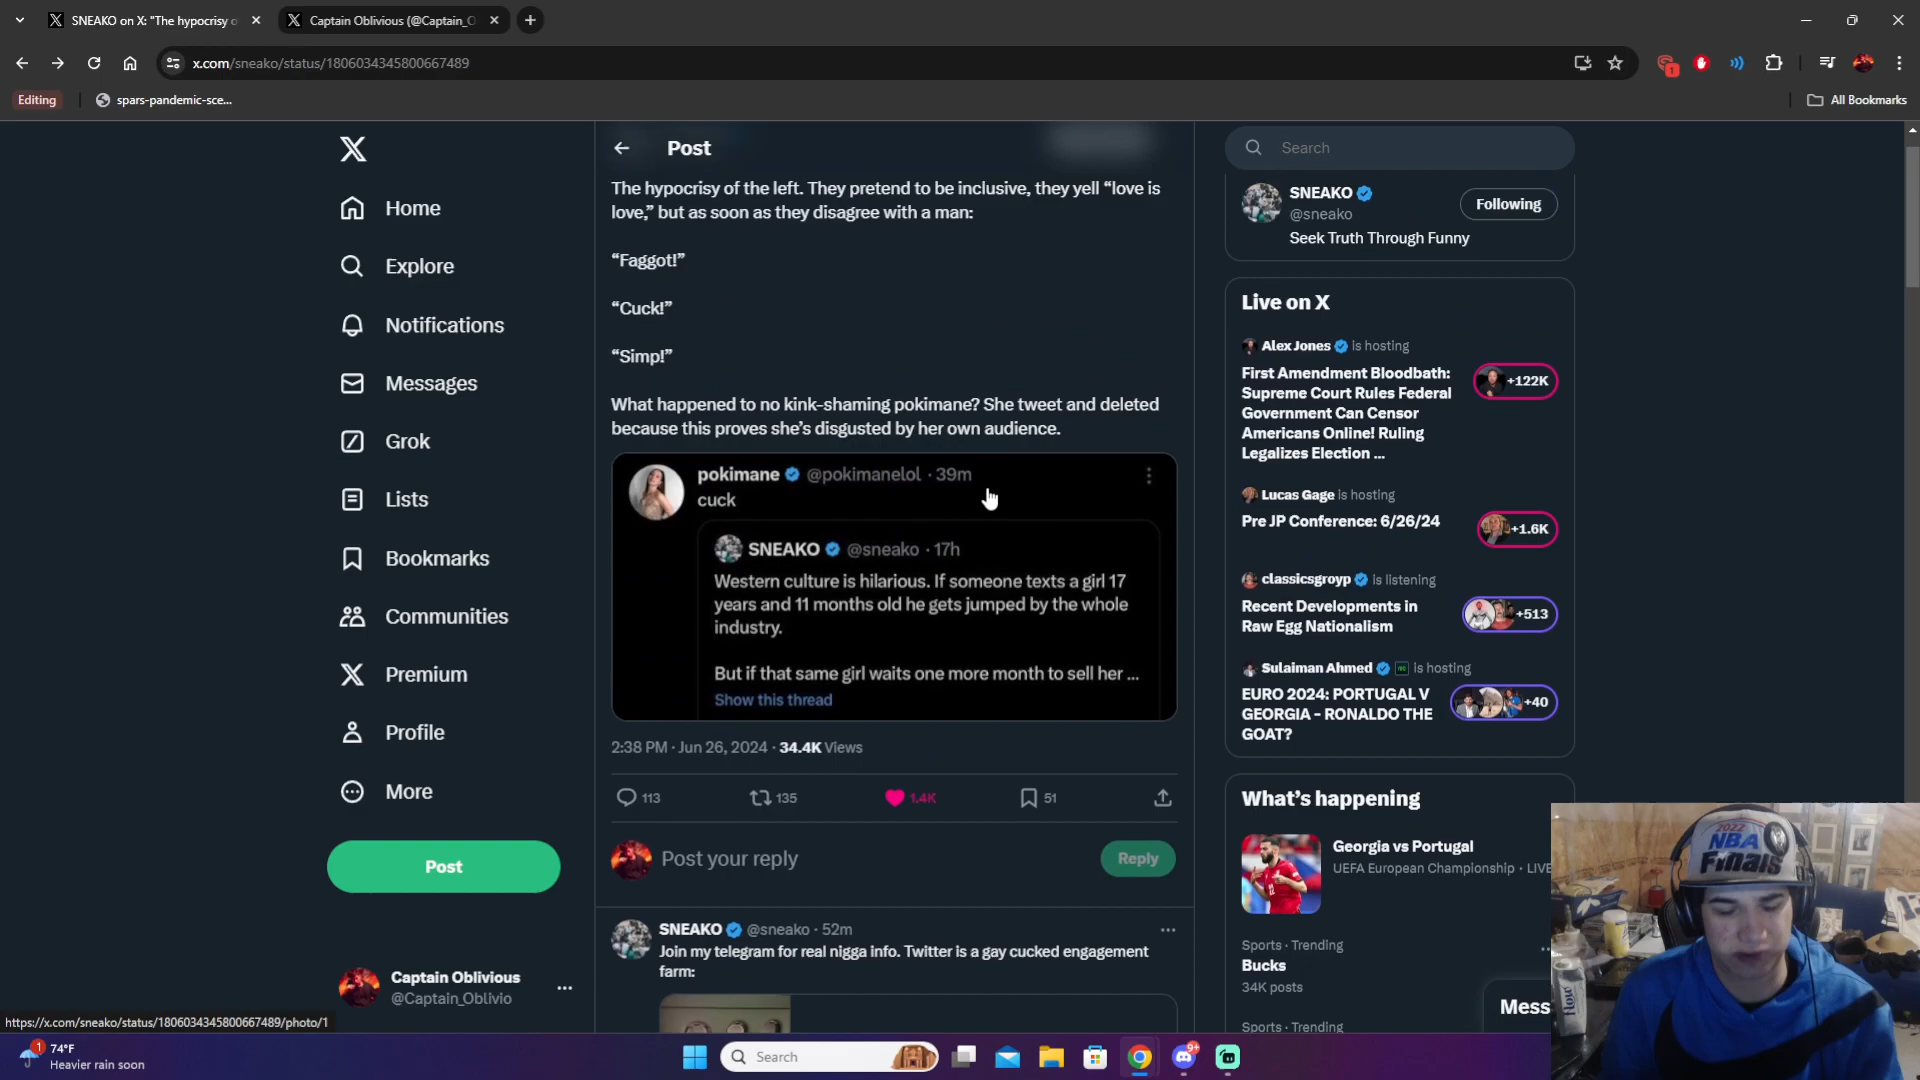 SNEAKO on X: "The hypocrisy o
Captain Oblivious (@Captain_O
x.com/sneako/status/1806034345800667489
1
Editing
spars-pandemic-sce...
All Bookmarks
Home
Explore
Notifications
Messages
Grok
Lists
Bookmarks
Communities
Premium
Profile
More
Post
Captain Oblivious
@Captain_Oblivio
Post
The hypocrisy of the left. They pretend to be inclusive, they yell “love is
love,” but as soon as they disagree with a man:
“Faggot!”
“Cuck!”
“Simp!”
What happened to no kink-shaming pokimane? She tweet and deleted
because this proves she’s disgusted by her own audience.
pokimane @pokimanelol · 39m
cuck
SNEAKO @sneako · 17h
Western culture is hilarious. If someone texts a girl 17
years and 11 months old he gets jumped by the whole
industry.
But if that same girl waits one more month to sell her ...
Show this thread
2:38 PM · Jun 26, 2024 · 34.4K Views
113 135 1.4K 51
Post your reply
Reply
SNEAKO @sneako · 52m
Join my telegram for real nigga info. Twitter is a gay cucked engagement
farm:
Search
SNEAKO
@sneako
Following
Seek Truth Through Funny
Live on X
Alex Jones is hosting
First Amendment Bloodbath:
Supreme Court Rules Federal
Government Can Censor
Americans Online! Ruling
Legalizes Election ...
+122K
Lucas Gage is hosting
Pre JP Conference: 6/26/24
+1.6K
classicsgroyp is listening
Recent Developments in
Raw Egg Nationalism
+513
Sulaiman Ahmed is hosting
EURO 2024: PORTUGAL V
GEORGIA - RONALDO THE
GOAT?
+40
What’s happening
Georgia vs Portugal
UEFA European Championship · LIVE
Sports · Trending
Bucks
34K posts
Sports · Trending
Mess
2022
NBA
Finals
https://x.com/sneako/status/1806034345800667489/photo/1
1
74°F
Heavier rain soon
Search
9+